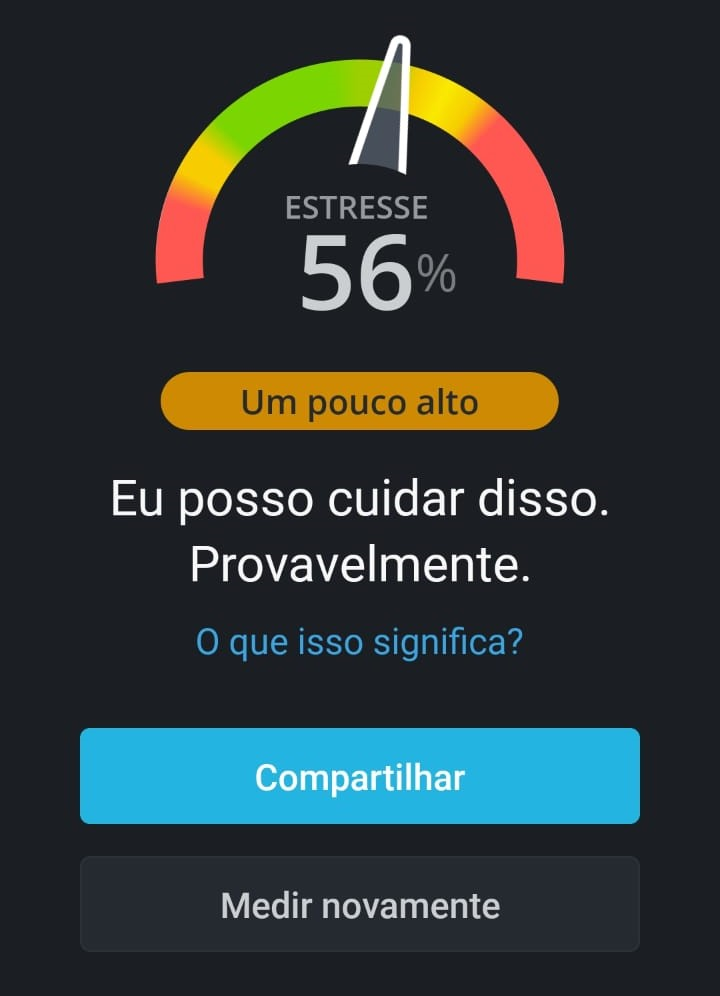 ESTRESSE
56%
Um pouco alto
Eu posso cuidar disso.
Provavelmente.
O que isso significa?
Compartilhar
Medir novamente